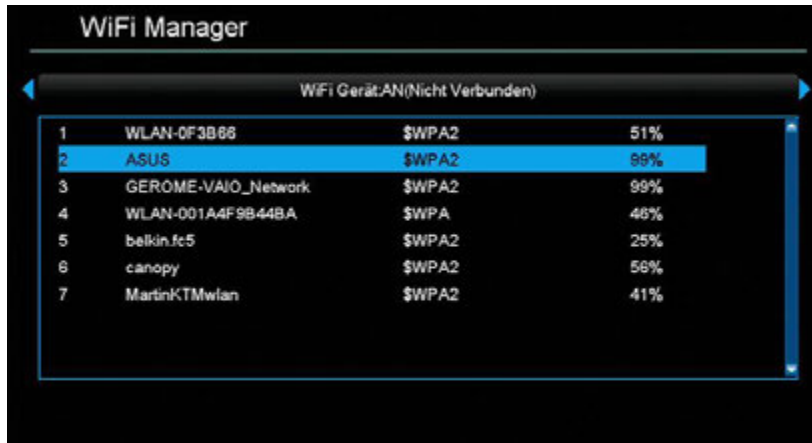 WiFi Manager
WiFi Gerät:AN(Nicht Verbunden)
1 WLAN-0F3B66 $WPA2 51%
2 ASUS $WPA2 99%
3 GEROME-VAIO_Network $WPA2 99%
4 WLAN-001A4F9B44BA $WPA 46%
5 belkin.fc5 $WPA2 25%
6 canopy $WPA2 56%
7 MartinKTMwlan $WPA2 41%